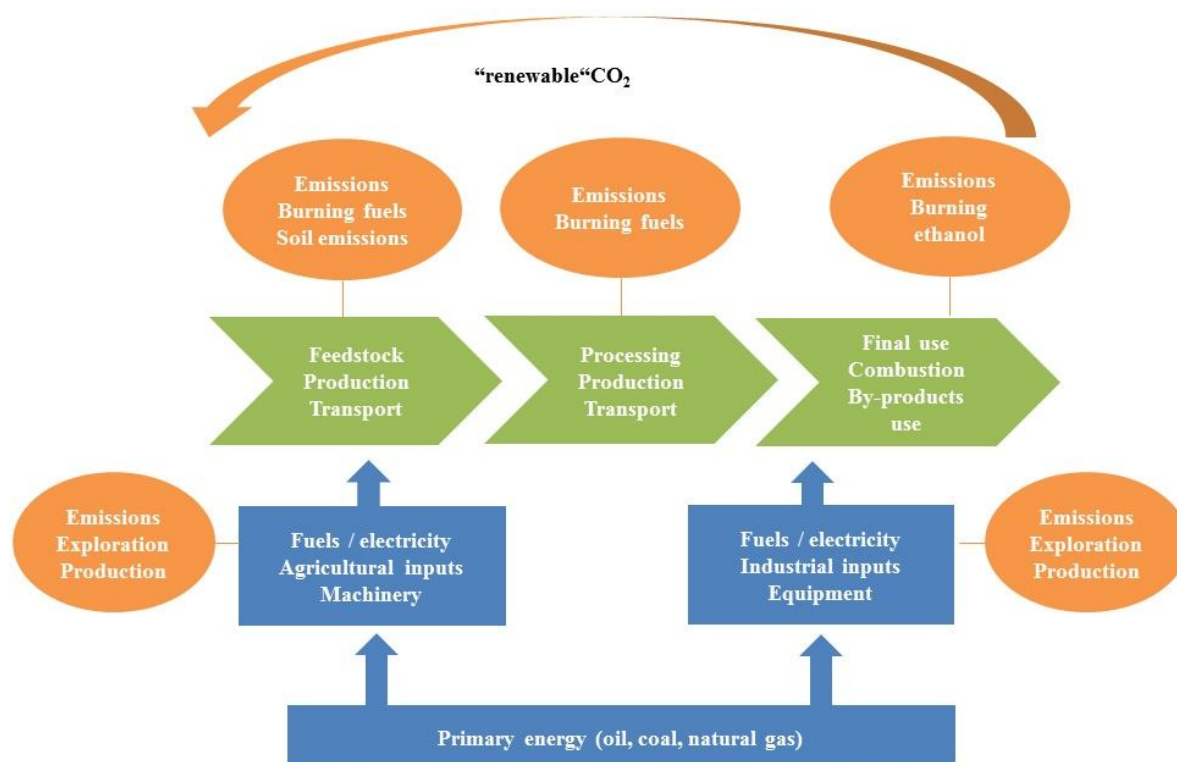 “renewable“CO₂
Emissions
Burning fuels
Soil emissions
Emissions
Burning fuels
Emissions
Burning
ethanol
Feedstock
Production
Transport
Processing
Production
Transport
Final use
Combustion
By-products
use
Emissions
Exploration
Production
Fuels / electricity
Agricultural inputs
Machinery
Fuels / electricity
Industrial inputs
Equipment
Emissions
Exploration
Production
Primary energy (oil, coal, natural gas)